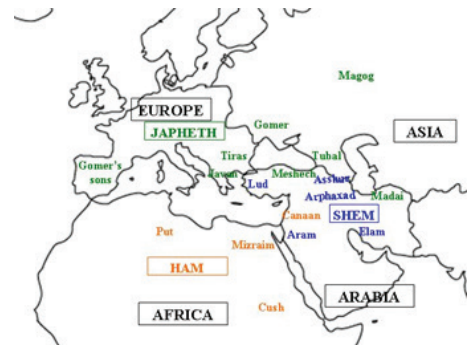 Magog
EUROPE
ASIA
JAPHETH
Gomer
Tiras
Tubal
Gomer's
sons
Javan
Meshech
Lud
Asshur
Arphaxad
Madai
Canaan
SHEM
Put
Aram
Elam
Mizraim
HAM
ARABIA
Cush
AFRICA